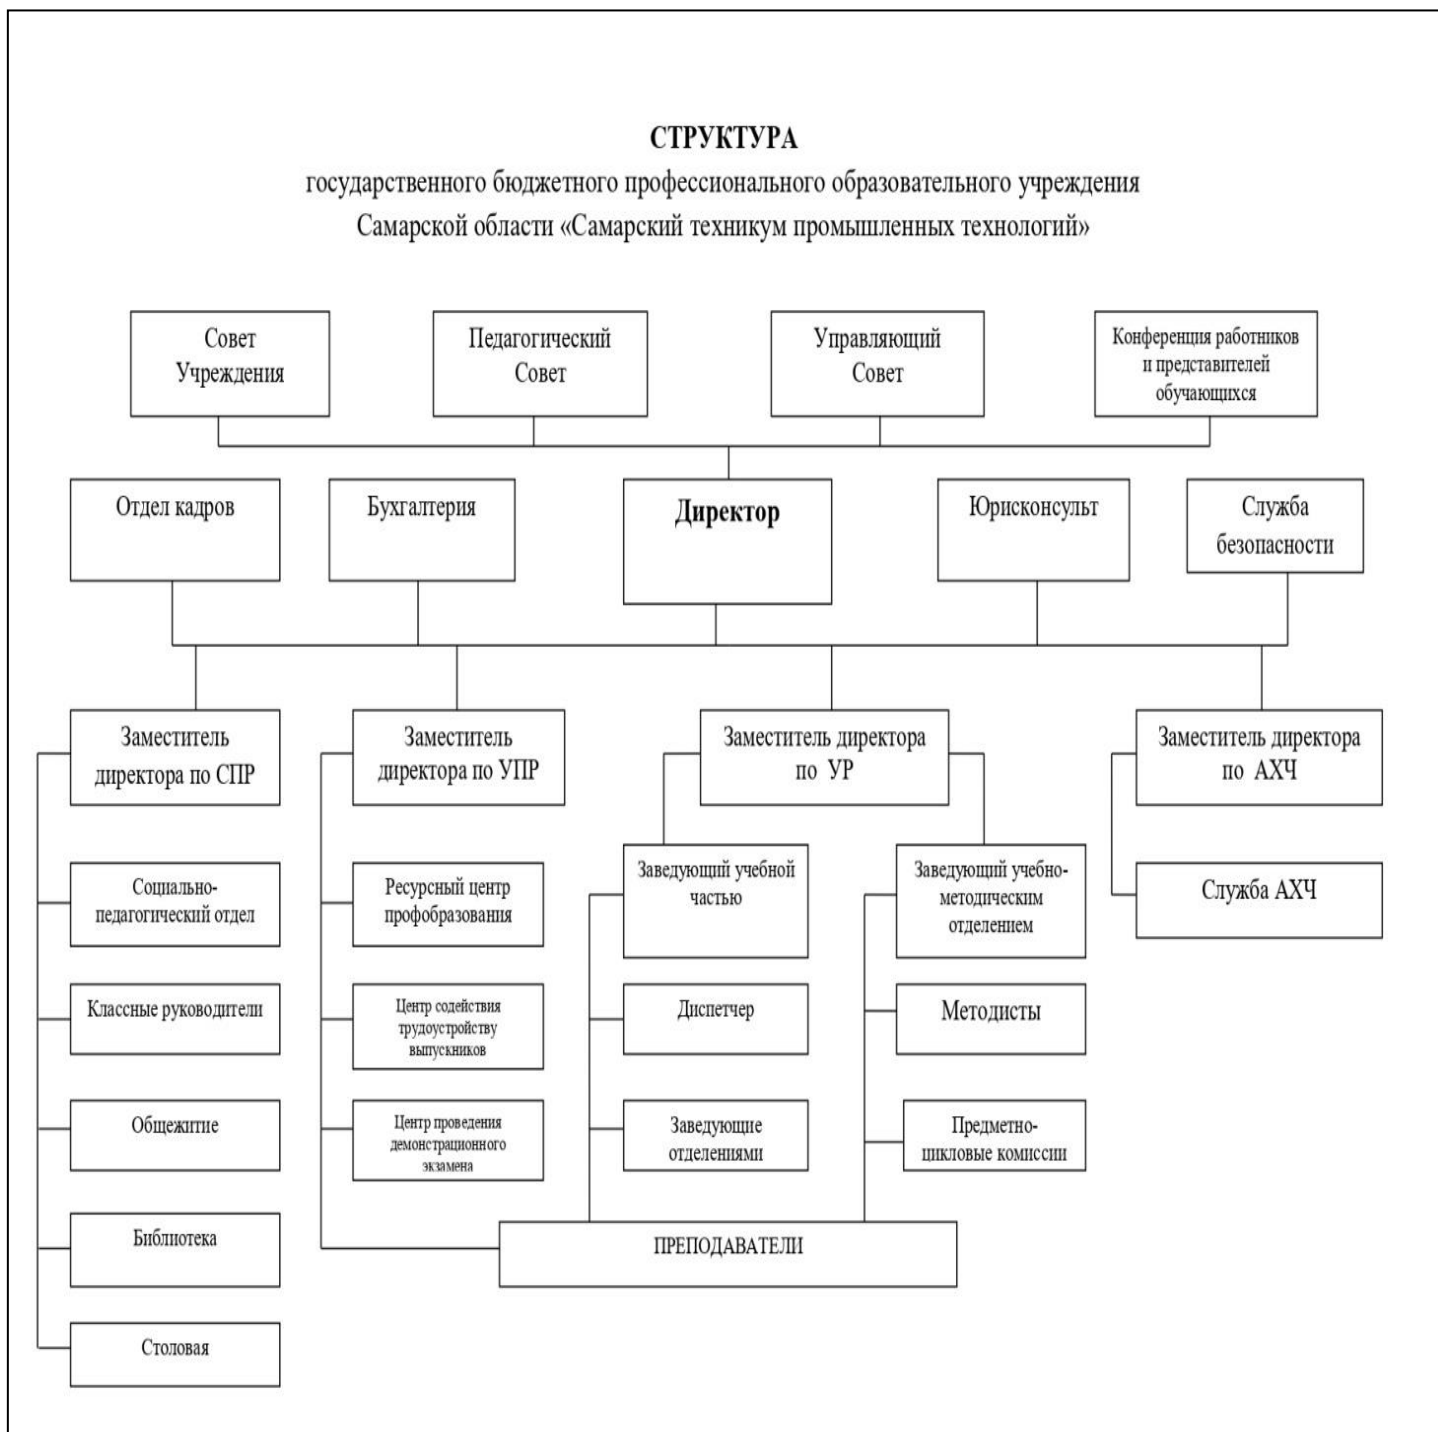 СТРУКТУРА
государственного бюджетного профессионального образовательного учреждения
Самарской области «Самарский техникум промышленных технологий»
Совет
Учреждения
Педагогический
Совет
Управляющий
Совет
Конференция работников
и представителей
обучающихся
Отдел кадров
Бухгалтерия
Директор
Юрисконсульт
Служба
безопасности
Заместитель
директора по СПР
Заместитель
директора по УПР
Заместитель директора
по УР
Заместитель директора
по АХЧ
Социально-
педагогический отдел
Ресурсный центр
профобразования
Заведующий учебной
частью
Заведующий учебно-
методическим
отделением
Служба АХЧ
Классные руководители
Центр содействия
трудоустройству
выпускников
Диспетчер
Методисты
Общежитие
Центр проведения
демонстрационного
экзамена
Заведующие
отделениями
Предметно-
цикловые комиссии
Библиотека
ПРЕПОДАВАТЕЛИ
Столовая